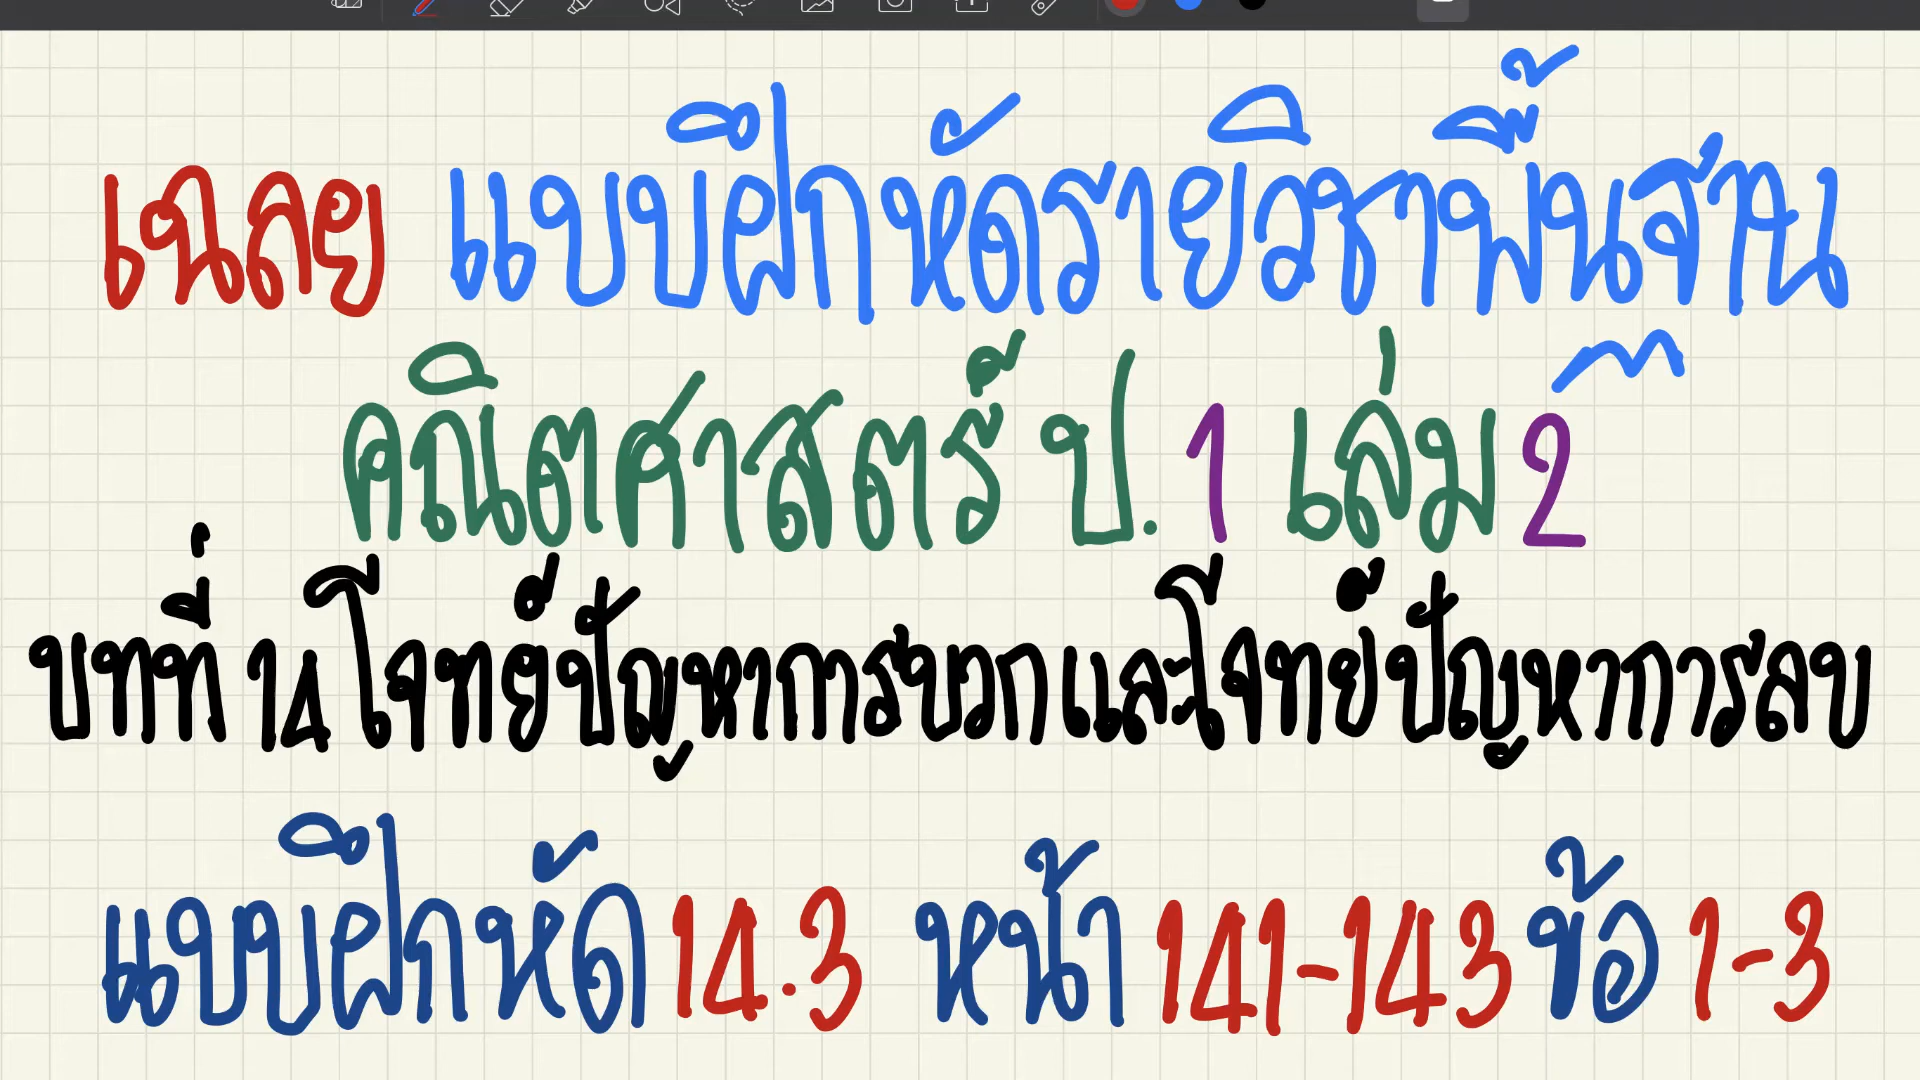 เฉลย แบบฝึกหัดรายวิชาพื้นฐาน
คณิตศาสตร์ ป. 1 เล่ม 2
บทที่ 14 โจทย์ปัญหาการบวกและโจทย์ปัญหาการลบ
แบบฝึกหัด 14.3 หน้า 141-143 ข้อ 1-3